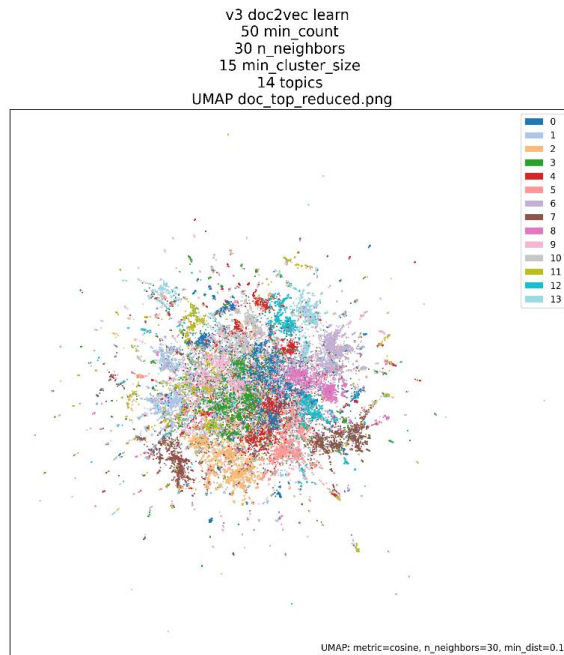 v3 doc2vec learn
50 min_count
30 n_neighbors
15 min_cluster_size
14 topics
UMAP doc_top_reduced.png
0
1
2
3
4
5
6
7
8
9
10
11
12
13
UMAP: metric=cosine, n_neighbors=30, min_dist=0.1